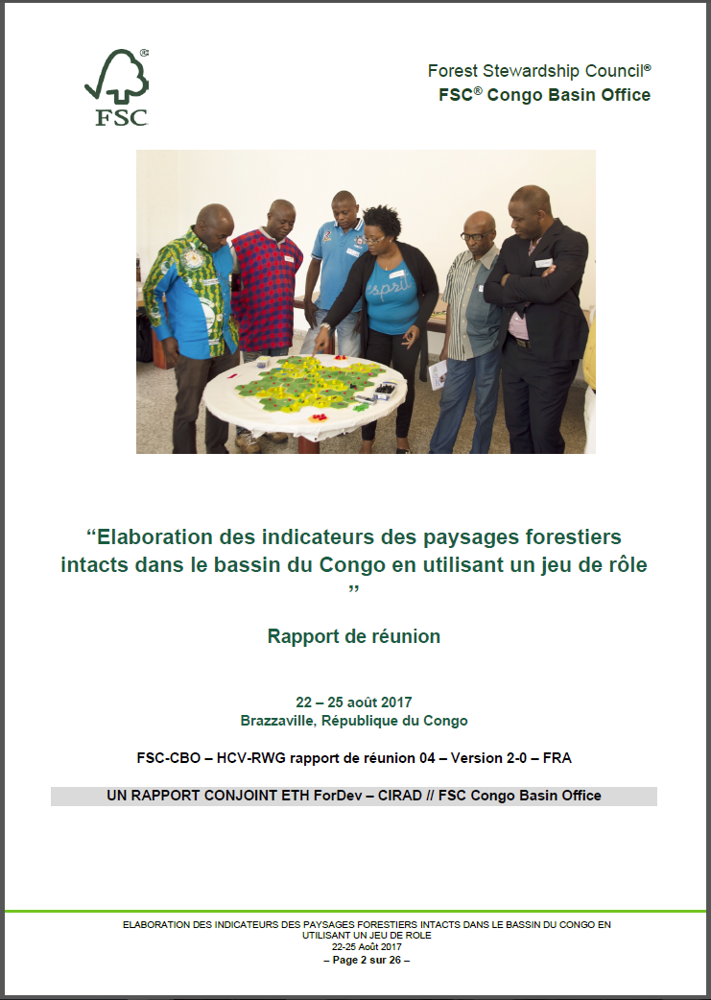 FSC
Forest Stewardship Council®
FSC® Congo Basin Office
esprit
“Elaboration des indicateurs des paysages forestiers
intacts dans le bassin du Congo en utilisant un jeu de rôle
”
Rapport de réunion
22 – 25 août 2017
Brazzaville, République du Congo
FSC-CBO – HCV-RWG rapport de réunion 04 – Version 2-0 – FRA
UN RAPPORT CONJOINT ETH ForDev – CIRAD // FSC Congo Basin Office
ELABORATION DES INDICATEURS DES PAYSAGES FORESTIERS INTACTS DANS LE BASSIN DU CONGO EN
UTILISANT UN JEU DE ROLE
22-25 Août 2017
– Page 2 sur 26 –